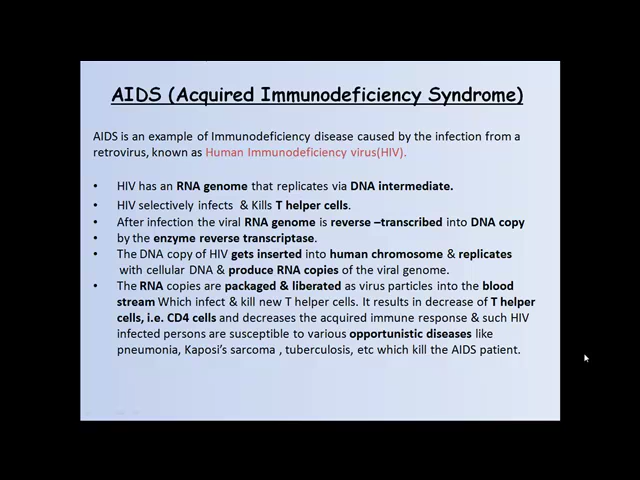 AIDS (Acquired Immunodeficiency Syndrome)
AIDS is an example of Immunodeficiency disease caused by the infection from a
retrovirus, known as Human Immunodeficiency virus(HIV).
• HIV has an RNA genome that replicates via DNA intermediate.
• HIV selectively infects & Kills T helper cells.
• After infection the viral RNA genome is reverse –transcribed into DNA copy
• by the enzyme reverse transcriptase.
• The DNA copy of HIV gets inserted into human chromosome & replicates
with cellular DNA & produce RNA copies of the viral genome.
• The RNA copies are packaged & liberated as virus particles into the blood
stream Which infect & kill new T helper cells. It results in decrease of T helper
cells, i.e. CD4 cells and decreases the acquired immune response & such HIV
infected persons are susceptible to various opportunistic diseases like
pneumonia, Kaposi's sarcoma , tuberculosis, etc which kill the AIDS patient.